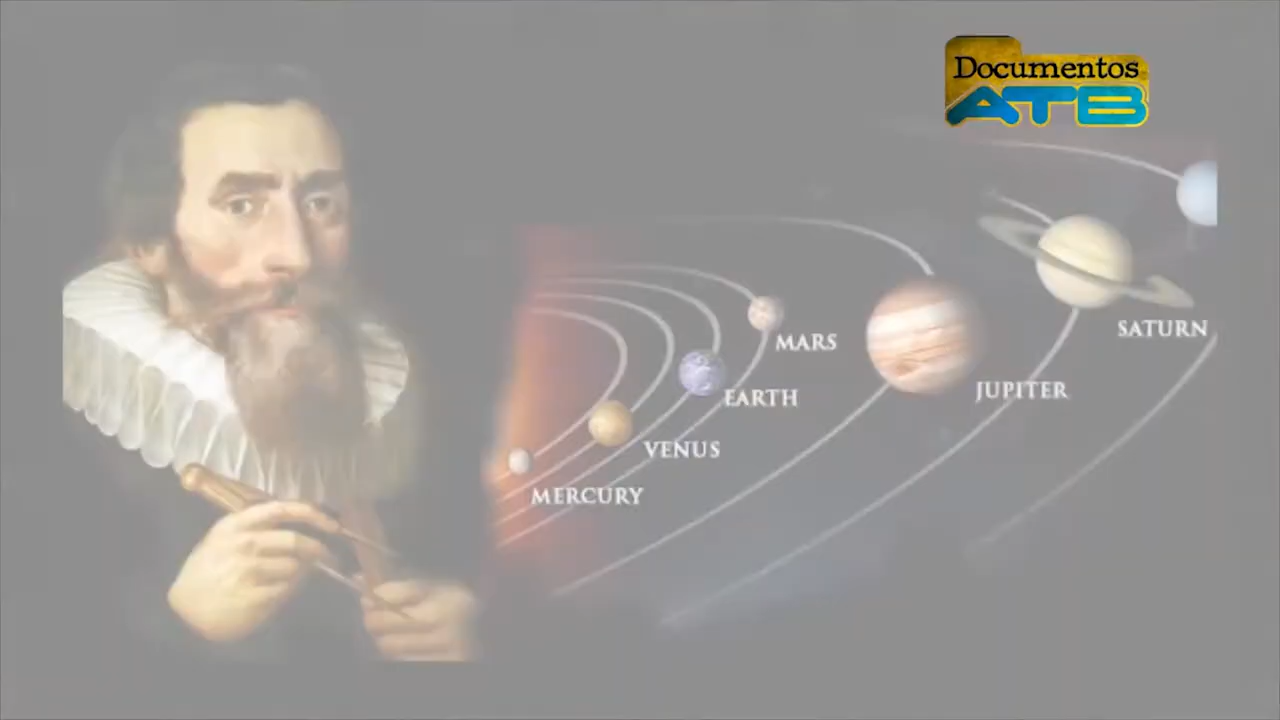 Documentos
ATB
SATURN
MARS
JUPITER
EARTH
VENUS
MERCURY